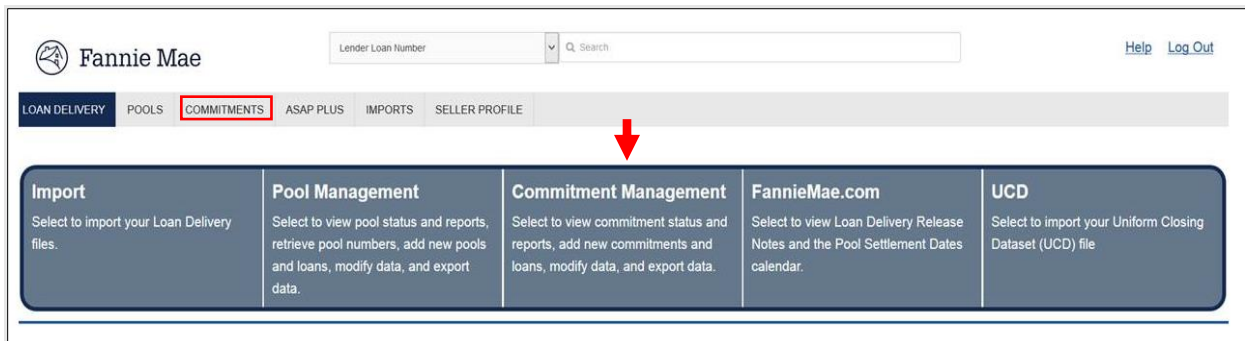 Fannie Mae
Lender Loan Number
Search
Help Log Out
LOAN DELIVERY POOLS COMMITMENTS ASAP PLUS IMPORTS SELLER PROFILE
Import
Select to import your Loan Delivery
files.
Pool Management
Select to view pool status and reports,
retrieve pool numbers, add new pools
and loans, modify data, and export
data.
Commitment Management
Select to view commitment status and
reports, add new commitments and
loans, modify data, and export data.
FannieMae.com
Select to view Loan Delivery Release
Notes and the Pool Settlement Dates
calendar.
UCD
Select to import your Uniform Closing
Dataset (UCD) file